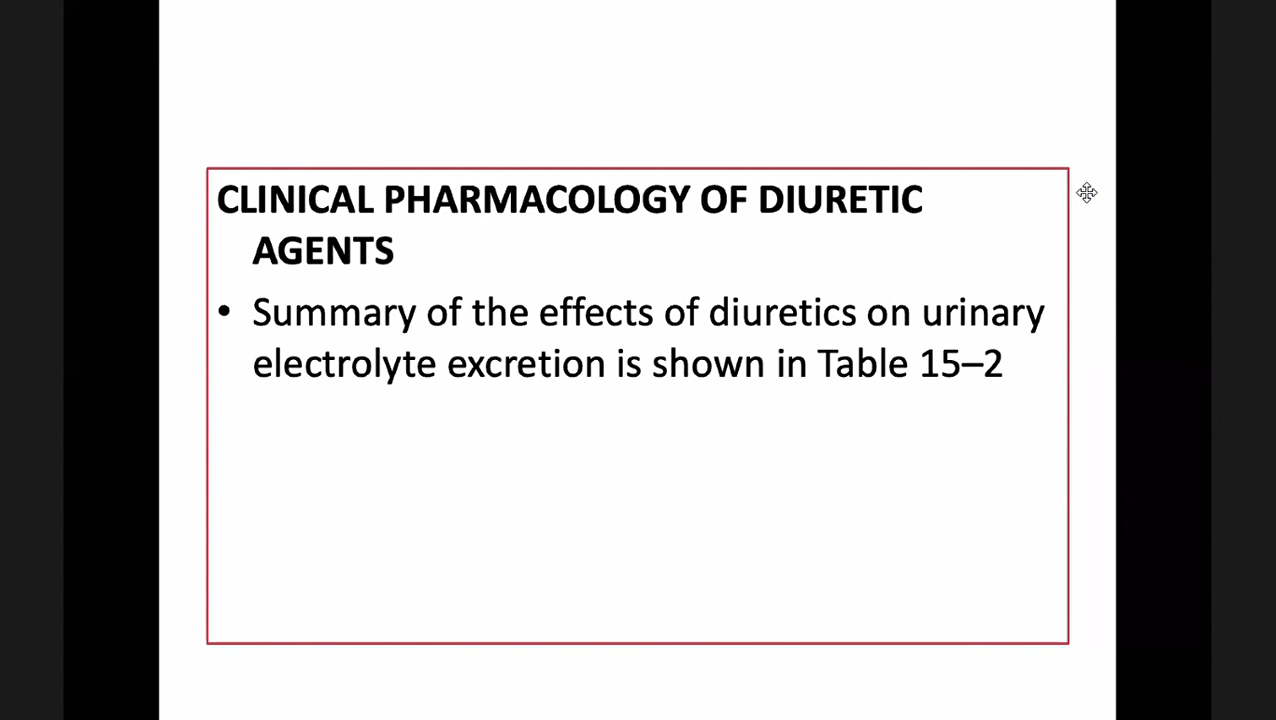 CLINICAL PHARMACOLOGY OF DIURETIC
AGENTS
• Summary of the effects of diuretics on urinary
electrolyte excretion is shown in Table 15–2